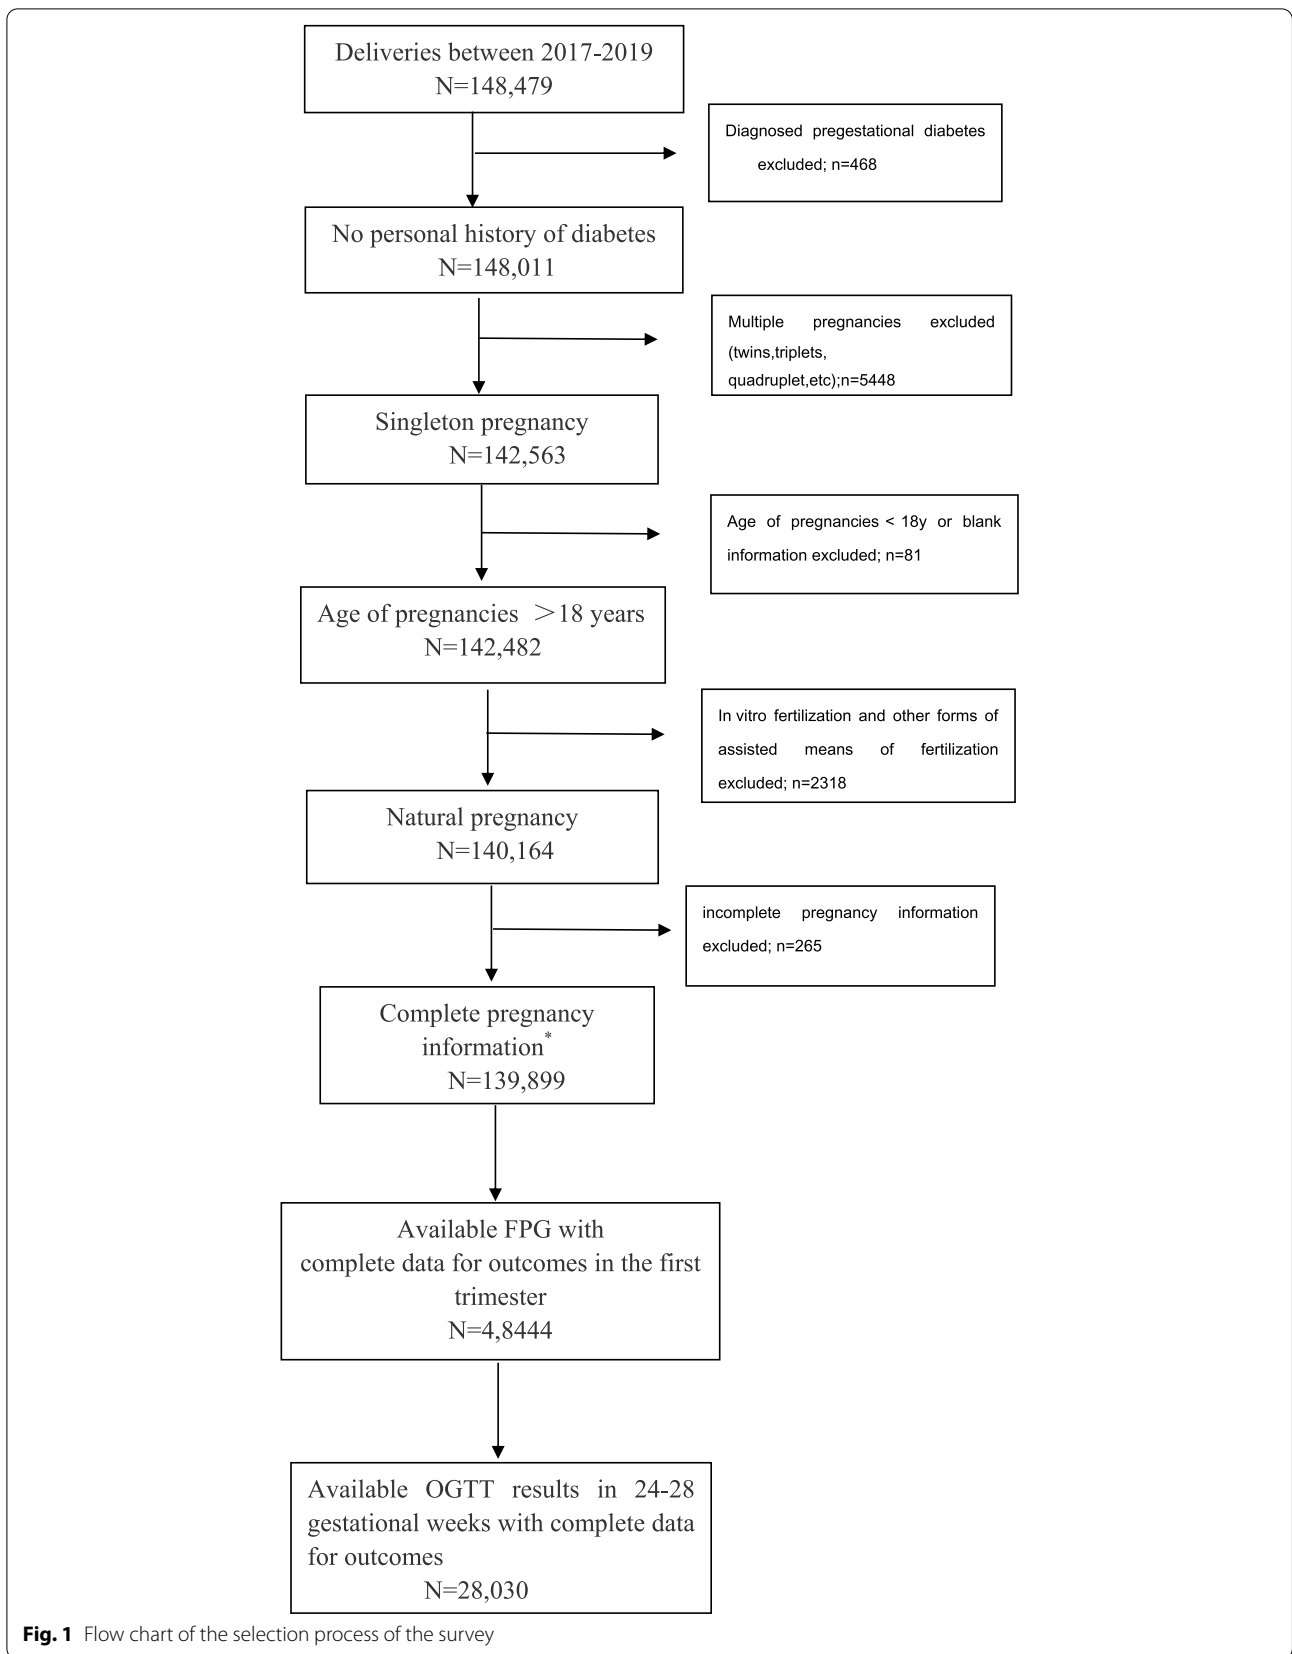 Deliveries between 2017-2019
N=148,479
Diagnosed pregestational diabetes
excluded; n=468
No personal history of diabetes
N=148,011
Multiple pregnancies excluded
(twins,triplets,
quadruplet,etc);n=5448
Singleton pregnancy
N=142,563
Age of pregnancies < 18y or blank
information excluded; n=81
Age of pregnancies ＞18 years
N=142,482
In vitro fertilization and other forms of
assisted means of fertilization
excluded; n=2318
Natural pregnancy
N=140,164
incomplete pregnancy information
excluded; n=265
Complete pregnancy
information*
N=139,899
Available FPG with
complete data for outcomes in the first
trimester
N=4,8444
Available OGTT results in 24-28
gestational weeks with complete data
for outcomes
N=28,030
Fig. 1 Flow chart of the selection process of the survey